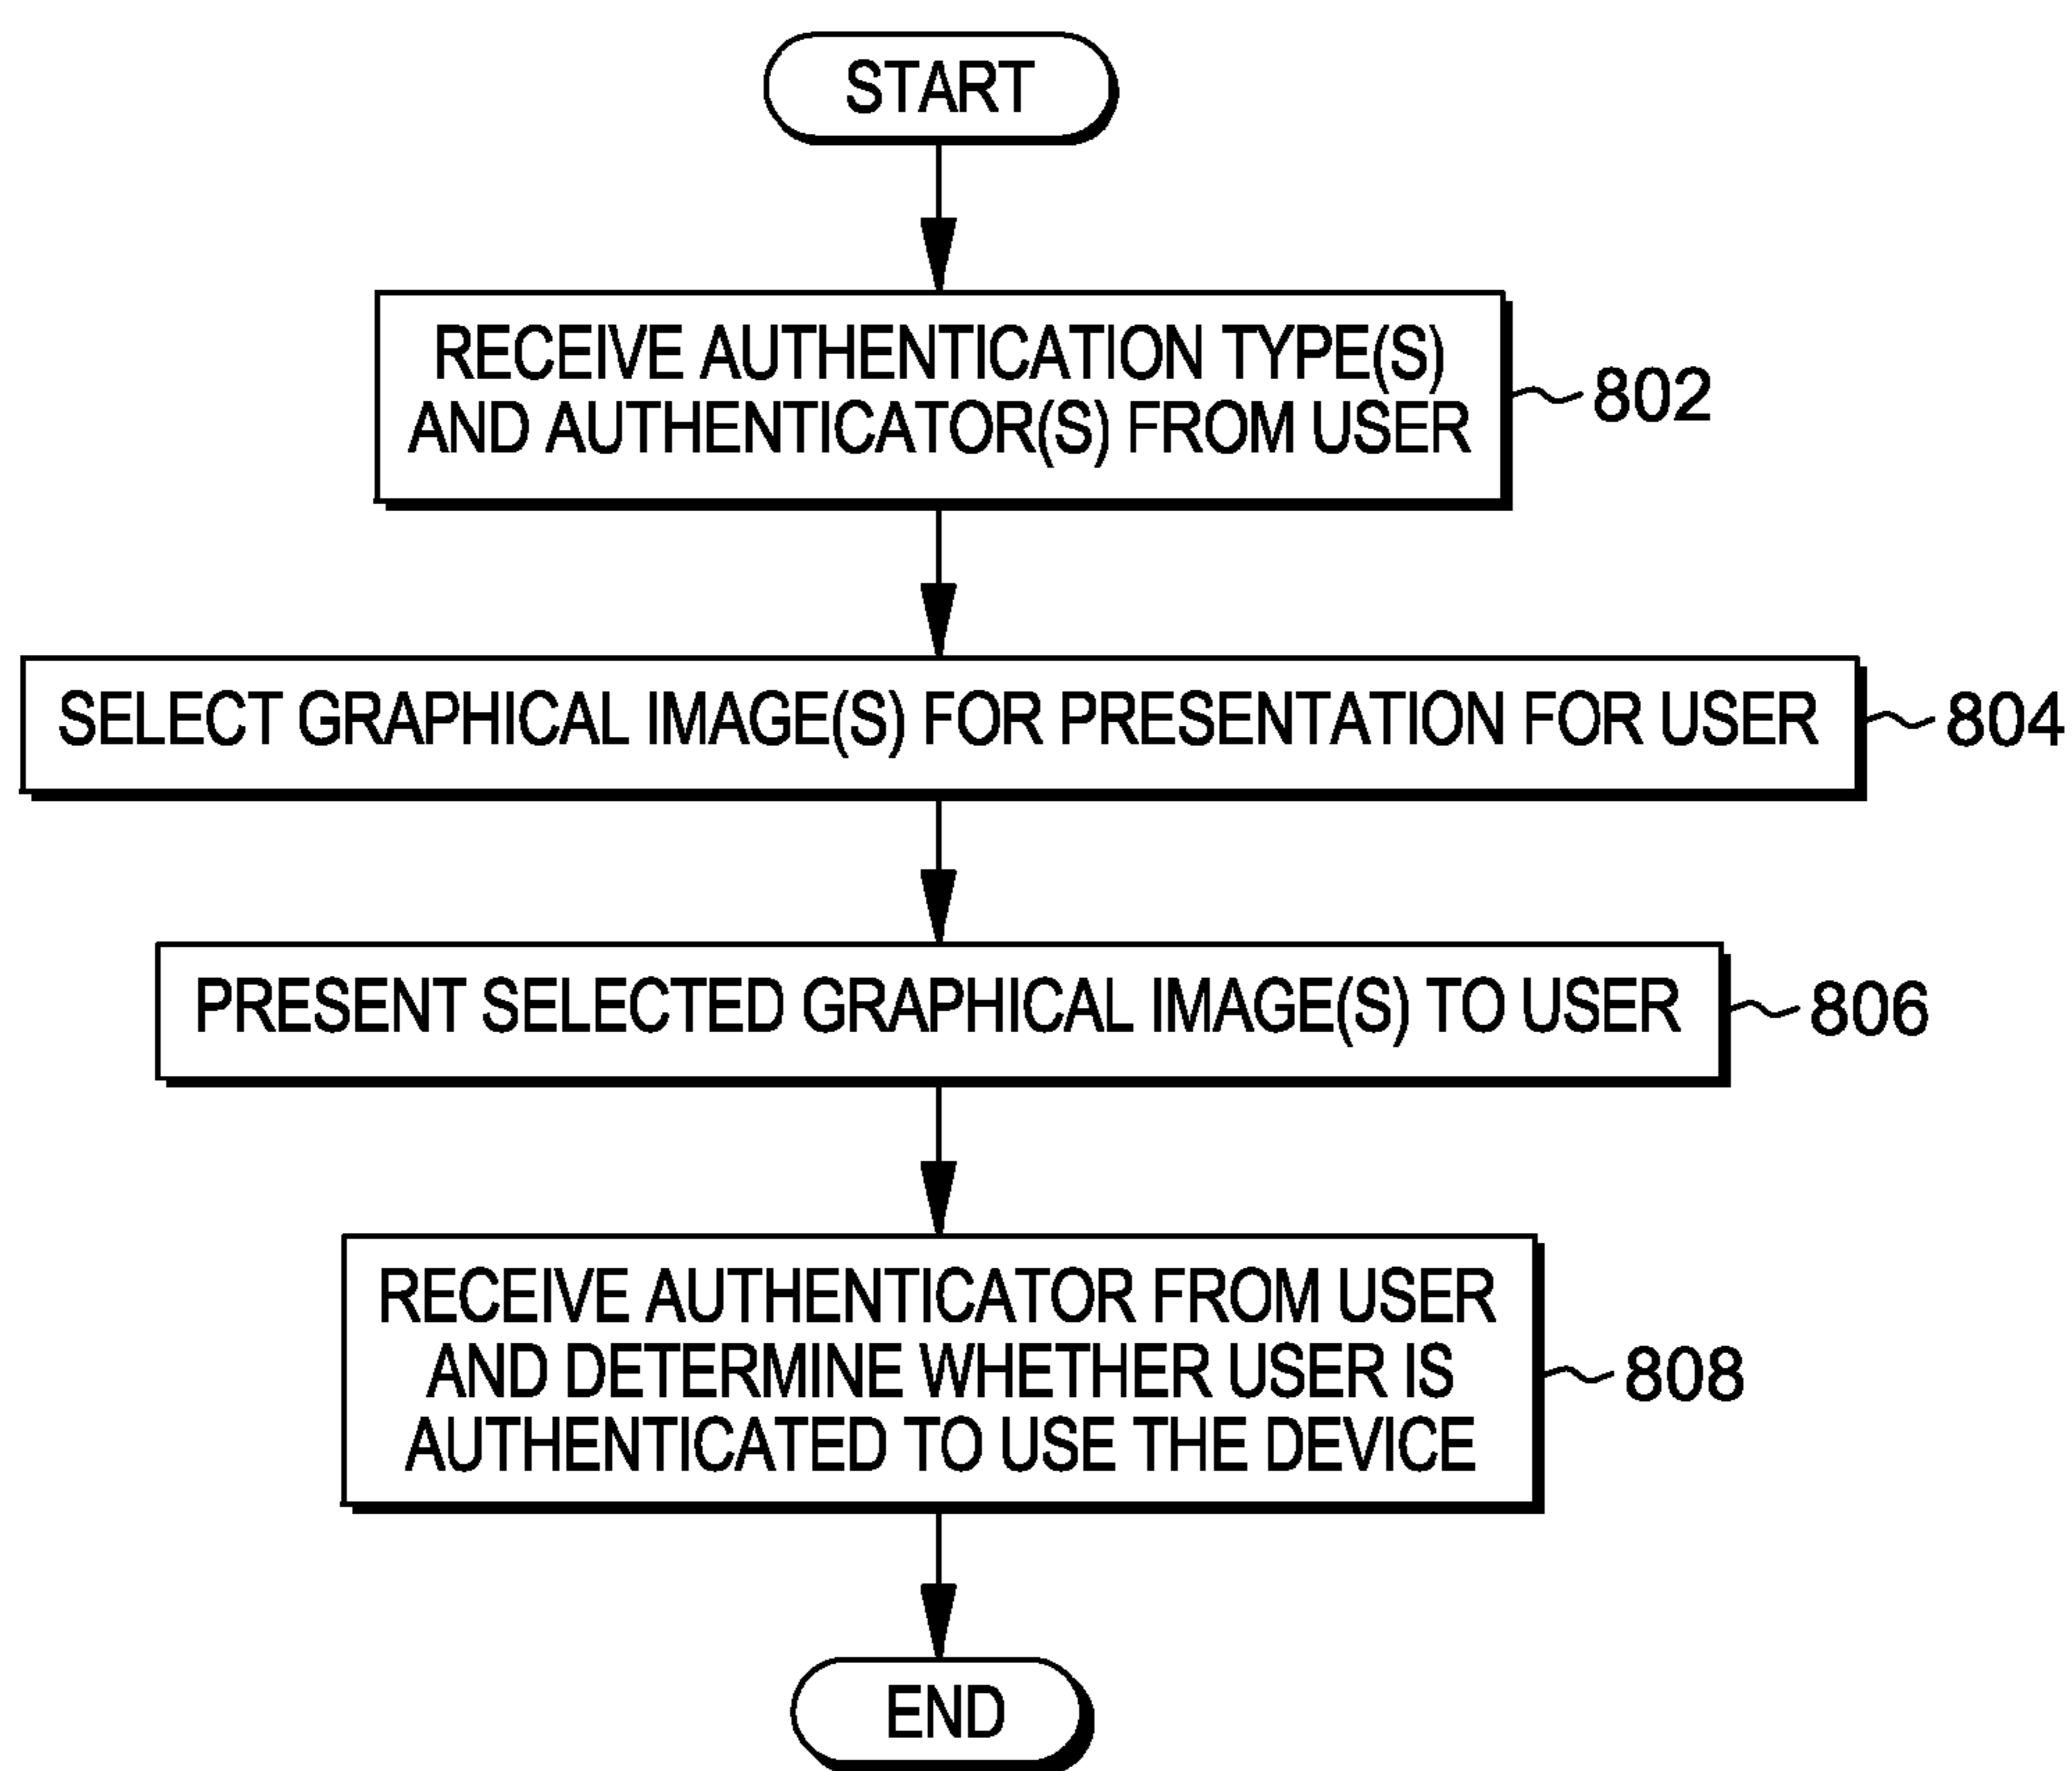 START
RECEIVE AUTHENTICATION TYPE(S)
AND AUTHENTICATOR(S) FROM USER
802
SELECT GRAPHICAL IMAGE(S) FOR PRESENTATION FOR USER
804
PRESENT SELECTED GRAPHICAL IMAGE(S) TO USER
806
RECEIVE AUTHENTICATOR FROM USER
AND DETERMINE WHETHER USER IS
AUTHENTICATED TO USE THE DEVICE
808
END